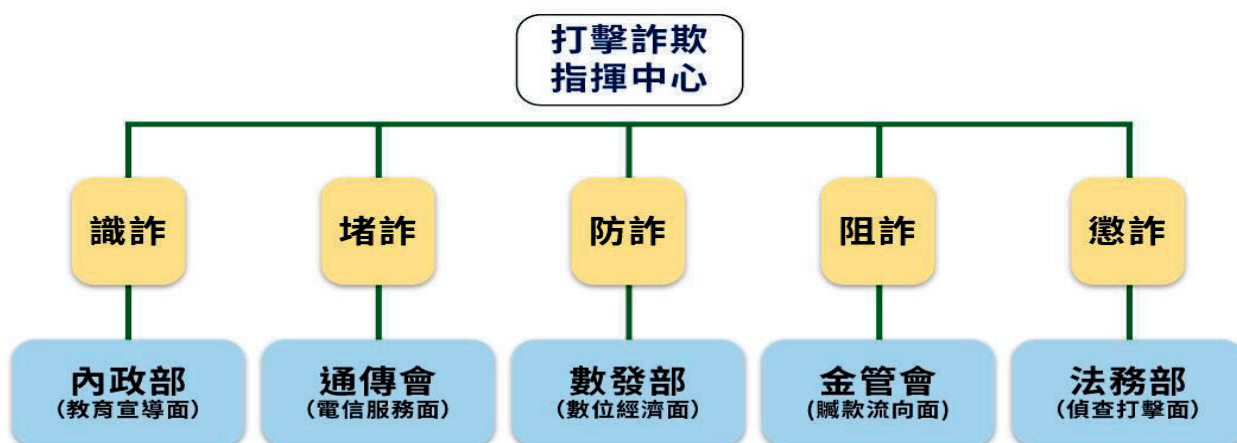 打擊詐欺
指揮中心
識詐
堵詐
防詐
阻詐
懲詐
內政部
（教育宣導面）
通傳會
（電信服務面）
數發部
（數位經濟面）
金管會
(贓款流向面)
法務部
（偵查打擊面）